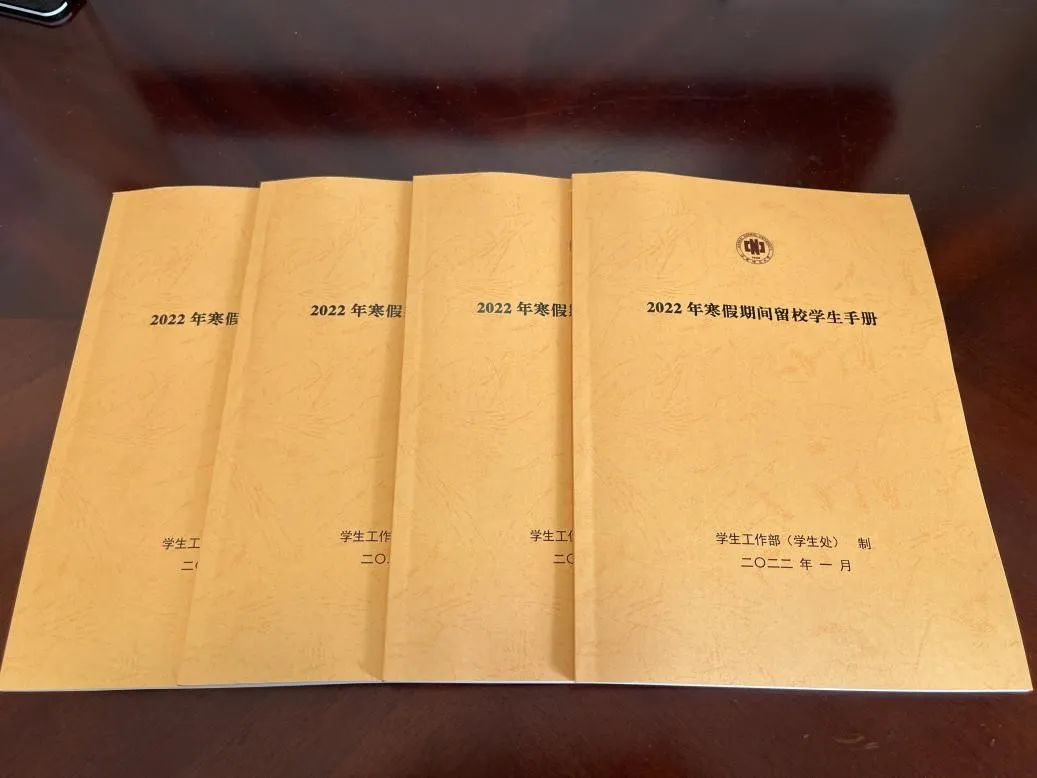 2022 年寒假
2022 年寒假
2022 年寒假
2022 年寒假期间留校学生手册
学生工
学生工作
学生工作
学生工作部（学生处） 制
二〇二二 年 一 月